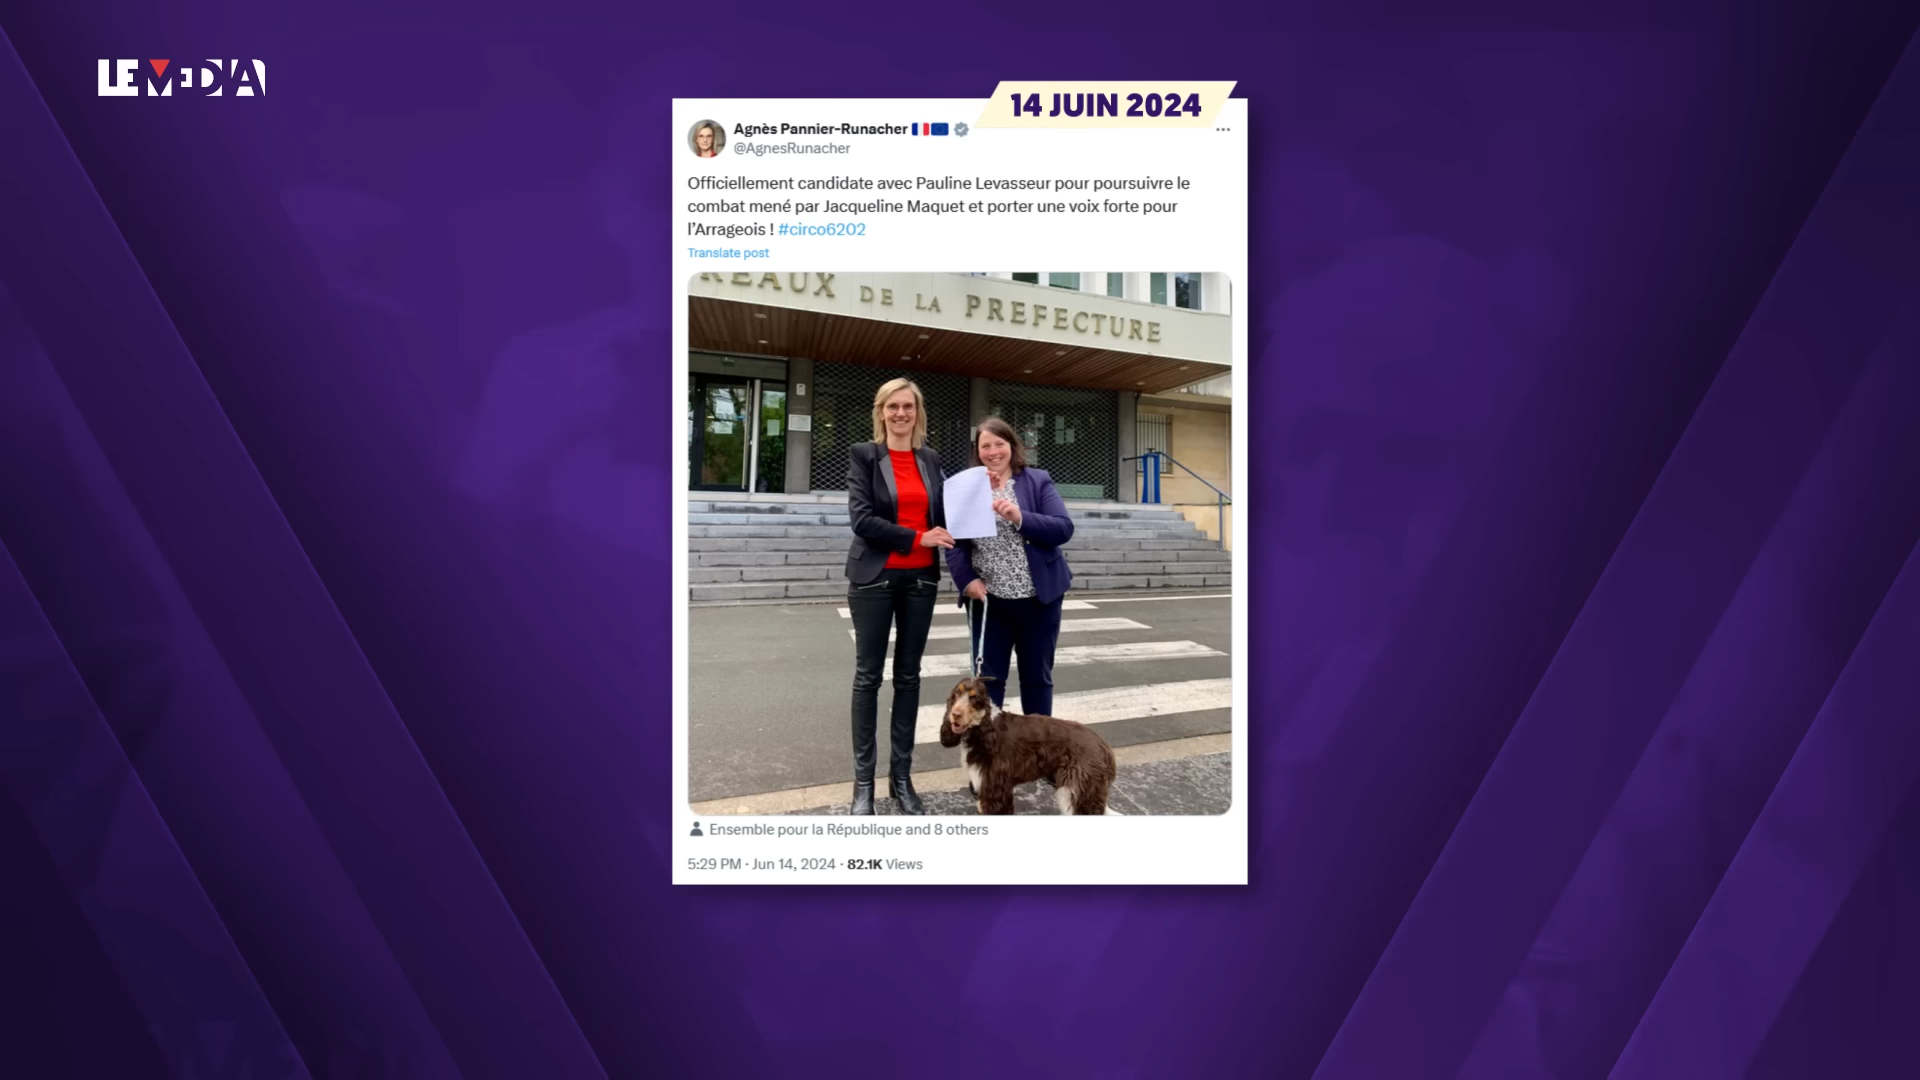 LE MEDIA
14 JUIN 2024
Agnès Pannier-Runacher
@AgnesRunacher
Officiellement candidate avec Pauline Levasseur pour poursuivre le
combat mené par Jacqueline Maquet et porter une voix forte pour
l’Arrageois ! #circo6202
Translate post
REAUX DE LA PREFECTURE
Ensemble pour la République and 8 others
5:29 PM · Jun 14, 2024 · 82.1K Views